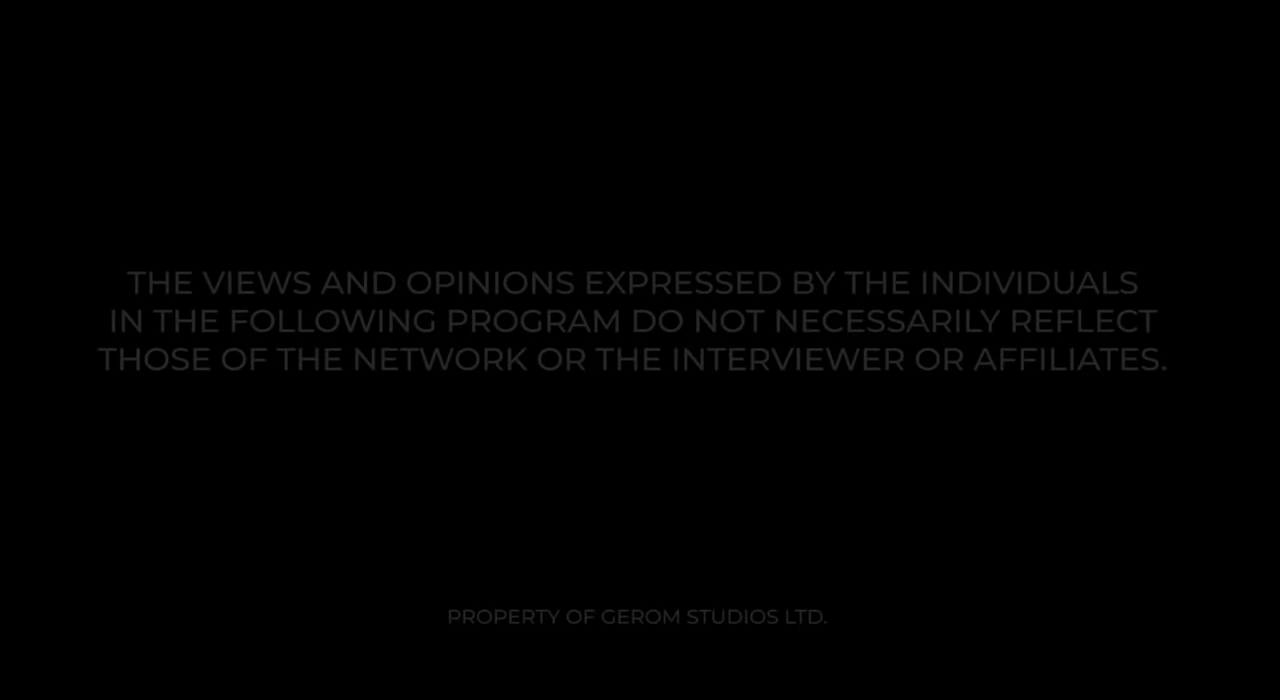 THE VIEWS AND OPINIONS EXPRESSED BY THE INDIVIDUALS
IN THE FOLLOWING PROGRAM DO NOT NECESSARILY REFLECT
THOSE OF THE NETWORK OR THE INTERVIEWER OR AFFILIATES.
PROPERTY OF GEROM STUDIOS LTD.